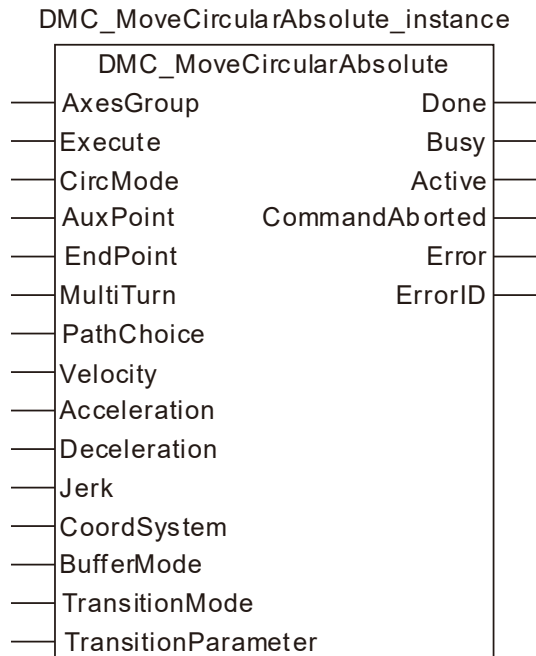 DMC_MoveCircularAbsolute_instance
DMC_MoveCircularAbsolute
AxesGroup Done
Execute Busy
CircMode Active
AuxPoint CommandAborted
EndPoint Error
MultiTurn ErrorID
PathChoice
Velocity
Acceleration
Deceleration
Jerk
CoordSystem
BufferMode
TransitionMode
TransitionParameter